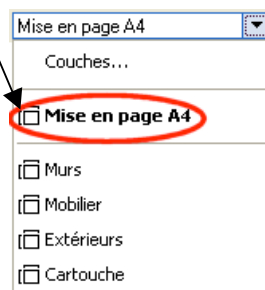 Mise en page A4
Couches...
Mise en page A4
Murs
Mobilier
Extérieurs
Cartouche